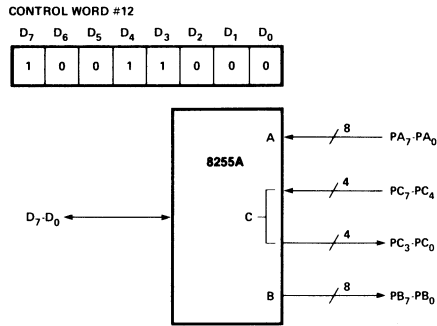 CONTROL WORD #12
D7 D6 D5 D4 D3 D2 D1 D0
1 0 0 1 1 0 0 0
8255A
A
8
PA7-PA0
4
PC7-PC4
D7-D0
C
4
PC3-PC0
B
8
PB7-PB0